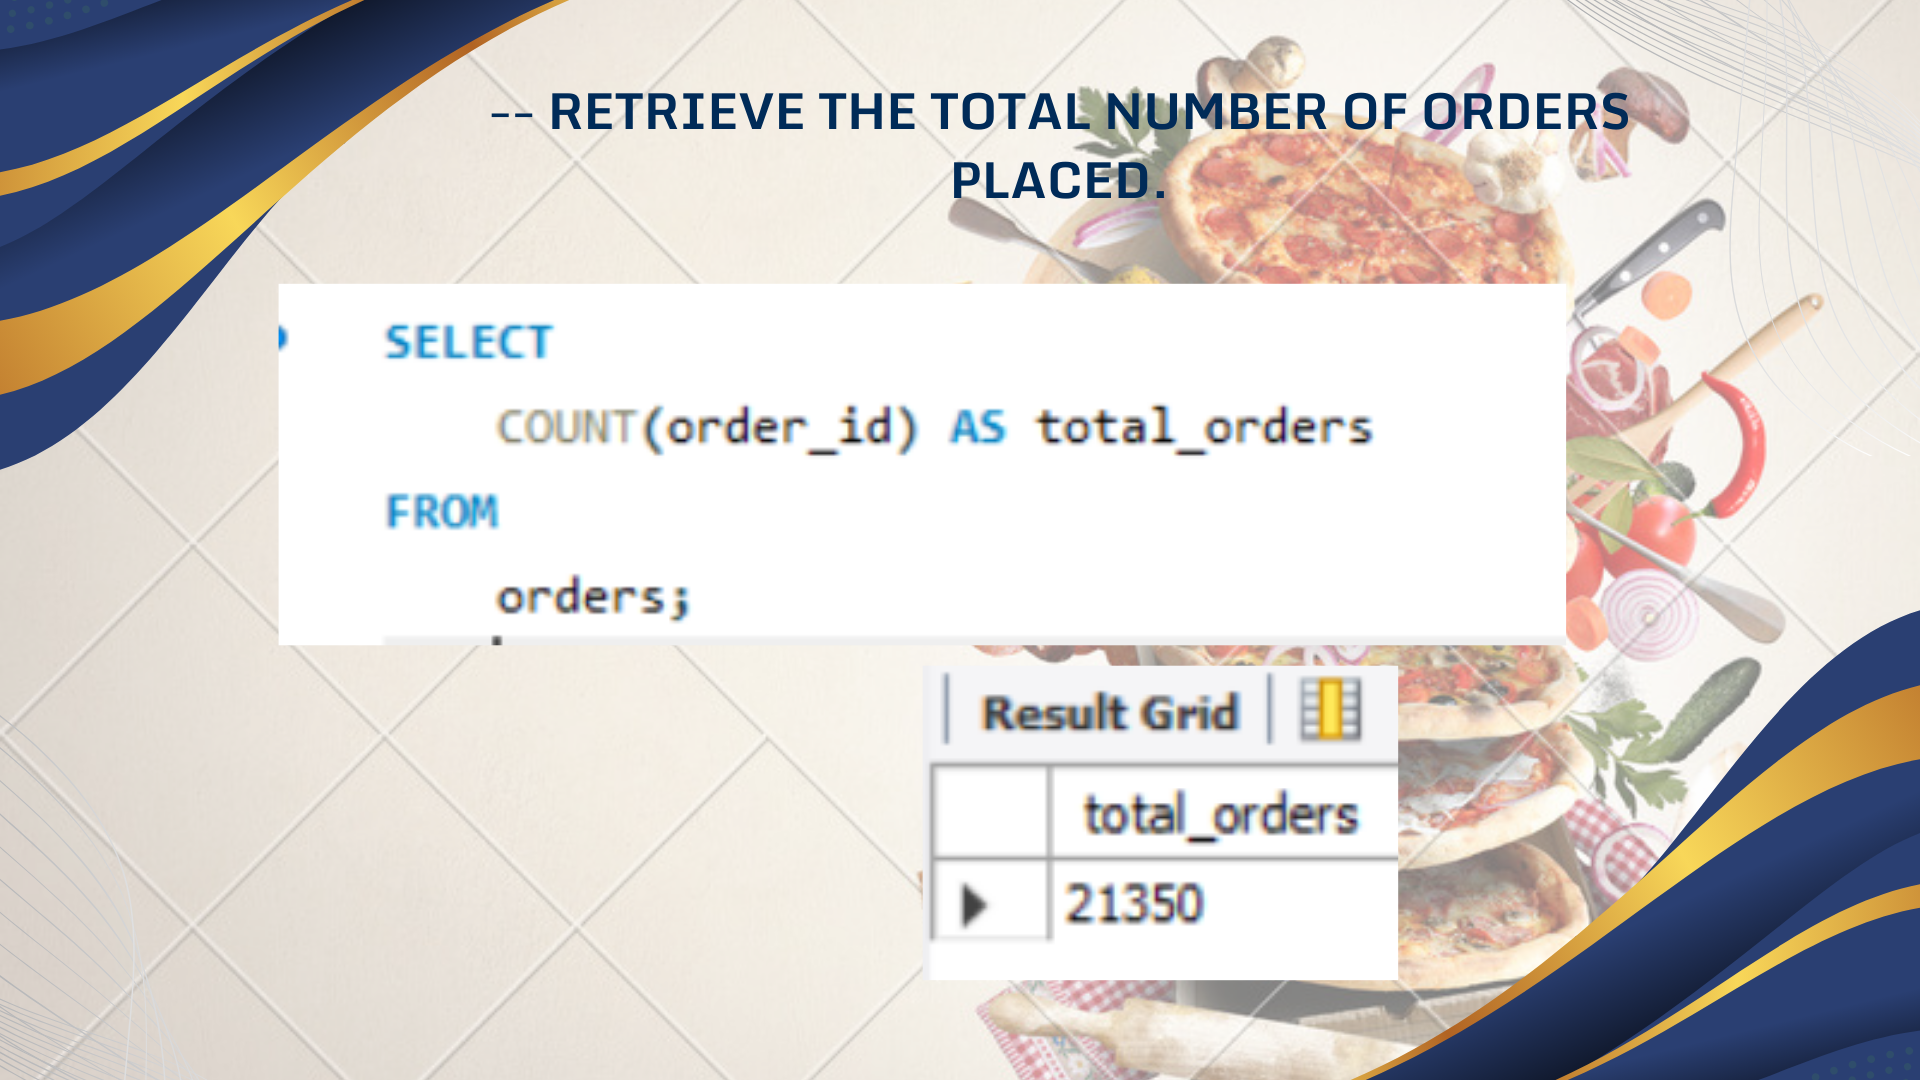 -- RETRIEVE THE TOTAL NUMBER OF ORDERS
PLACED.
SELECT
COUNT(order_id) AS total_orders
FROM
orders;
Result Grid
total_orders
21350